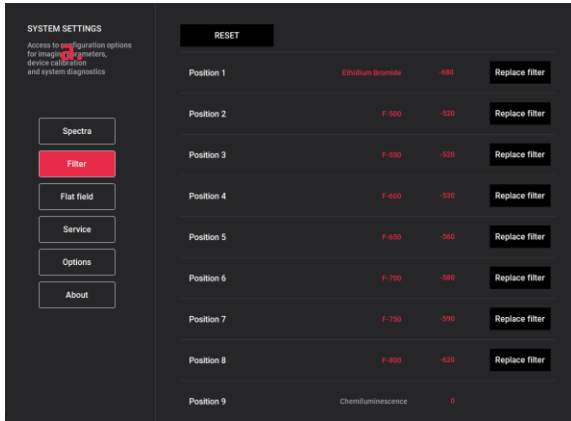 SYSTEM SETTINGS
Access to configuration options
for imaging parameters,
device calibration
and system diagnostics
a.
Spectra
Filter
Flat field
Service
Options
About
RESET
Position 1 Ethidium Bromide -680 Replace filter
Position 2 F-500 -520 Replace filter
Position 3 F-550 -520 Replace filter
Position 4 F-600 -530 Replace filter
Position 5 F-650 -560 Replace filter
Position 6 F-700 -580 Replace filter
Position 7 F-750 -590 Replace filter
Position 8 F-800 -620 Replace filter
Position 9 Chemiluminescence 0